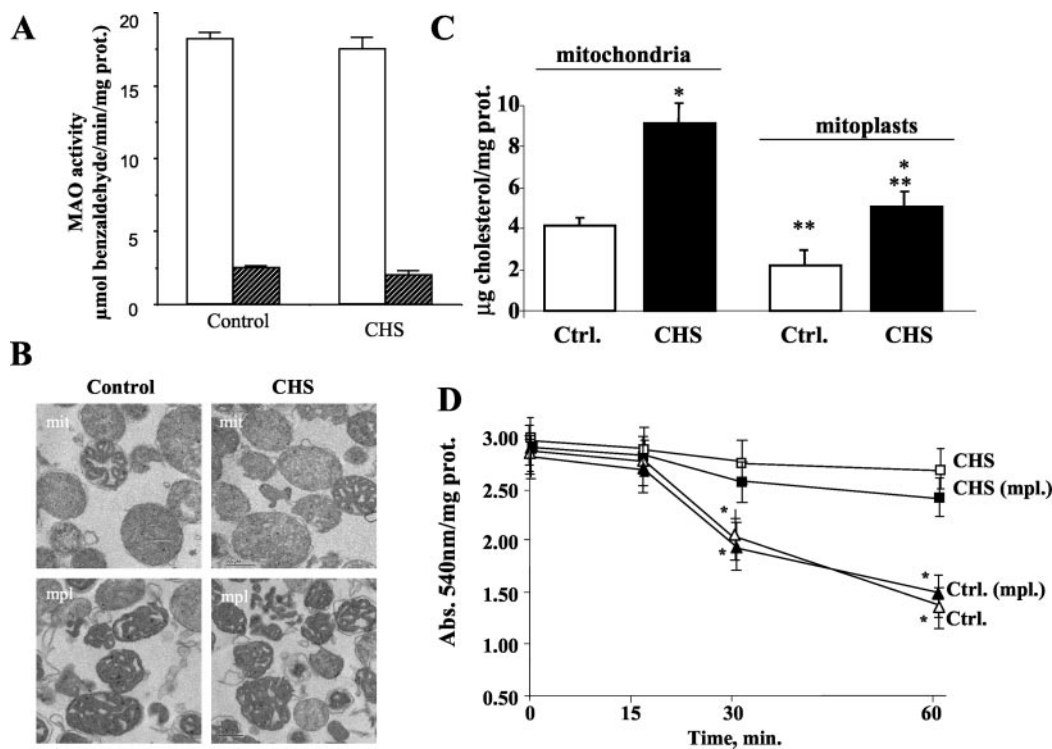 A
MAO activity
µmol benzaldehyde/min/mg prot.)
20
15
10
5
0
Control
CHS
B
Control
CHS
mit
mit
mpl
mpl
C
mitochondria
mitoplasts
µg cholesterol/mg prot.
10
8
6
4
2
0
*
**
*
**
Ctrl.
CHS
Ctrl.
CHS
D
Abs. 540nm/mg prot.
3.00
2.50
2.00
1.50
1.00
0.50
0
15
30
60
Time, min.
*
*
*
*
CHS
CHS (mpl.)
Ctrl. (mpl.)
Ctrl.